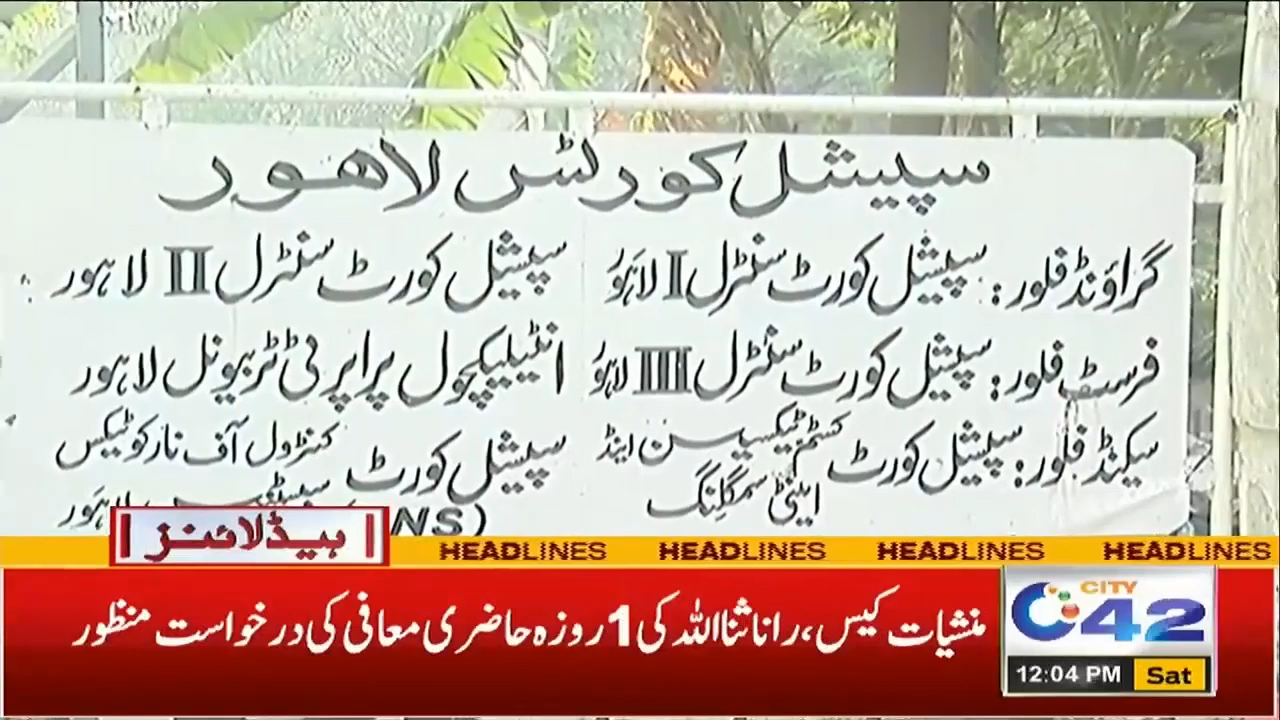 سپیشل کورٹس لاھور
گراؤنڈ فلور: سپیشل کورٹ سنٹرل I لاہور سپیشل کورٹ سنٹرل II لاہور
فرسٹ فلور: سپیشل کورٹ سنٹرل III لاہور انٹیلیکچول پراپرٹی ٹربیونل لاہور
سیکنڈ فلور: سپیشل کورٹ کسٹم ٹیکسیسن اینڈ اینٹی سمگلنگ سپیشل کورٹ کنٹرول آف نارکوٹیکس
NS) لاہور
ہیڈلائنز HEADLINES HEADLINES HEADLINES HEADLINES
منشیات کیس، رانا ثنااللہ کی 1 روزہ حاضری معافی کی درخواست منظور
CITY
42
12:04 PM Sat